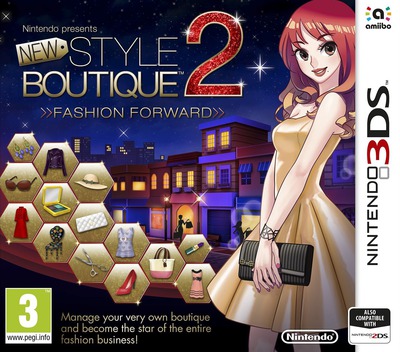 Nintendo presents
NEW STYLE
BOUTIQUE 2
»FASHION FORWARD»
amiibo
NINTENDO 3DS™
3
www.pegi.info
Manage your very own boutique
and become the star of the entire
fashion business!
Nintendo®
ALSO
COMPATIBLE
WITH
NINTENDO 2DS